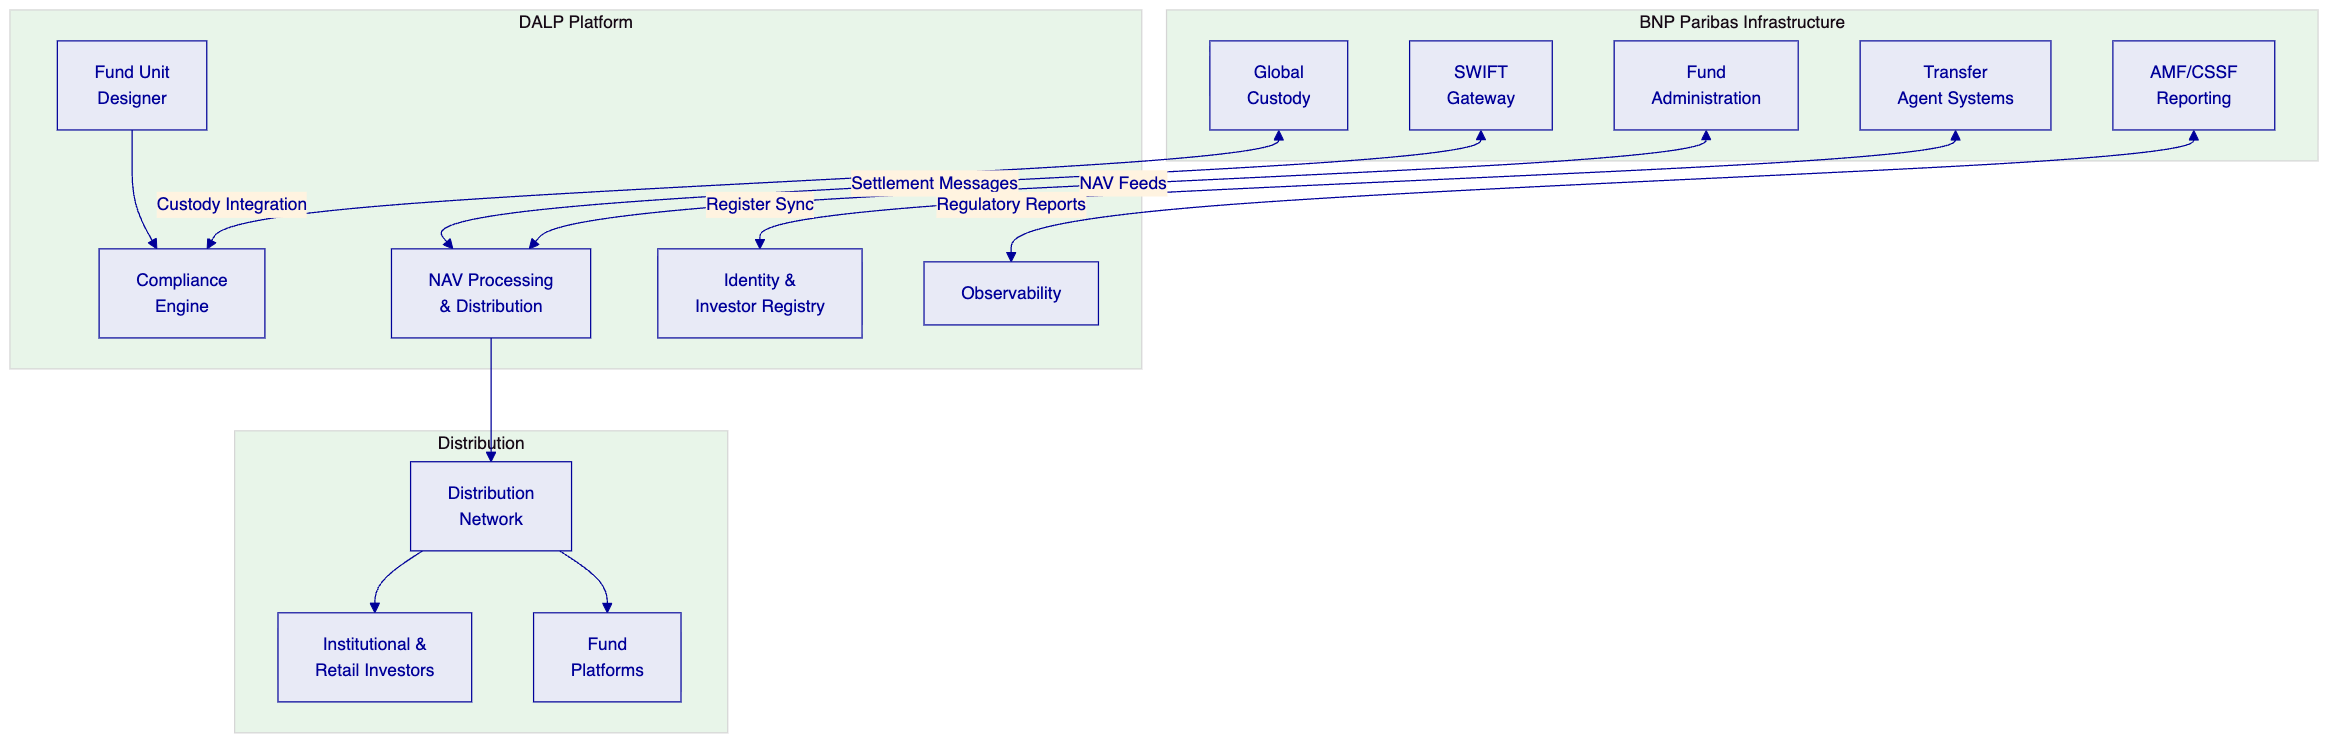 DALP Platform
BNP Paribas Infrastructure
Fund Unit
Designer
Global
Custody
SWIFT
Gateway
Fund
Administration
Transfer
Agent Systems
AMF/CSSF
Reporting
Settlement Messages
NAV Feeds
Custody Integration
Register Sync
Regulatory Reports
Compliance
Engine
NAV Processing
& Distribution
Identity &
Investor Registry
Observability
Distribution
Distribution
Network
Institutional &
Retail Investors
Fund
Platforms